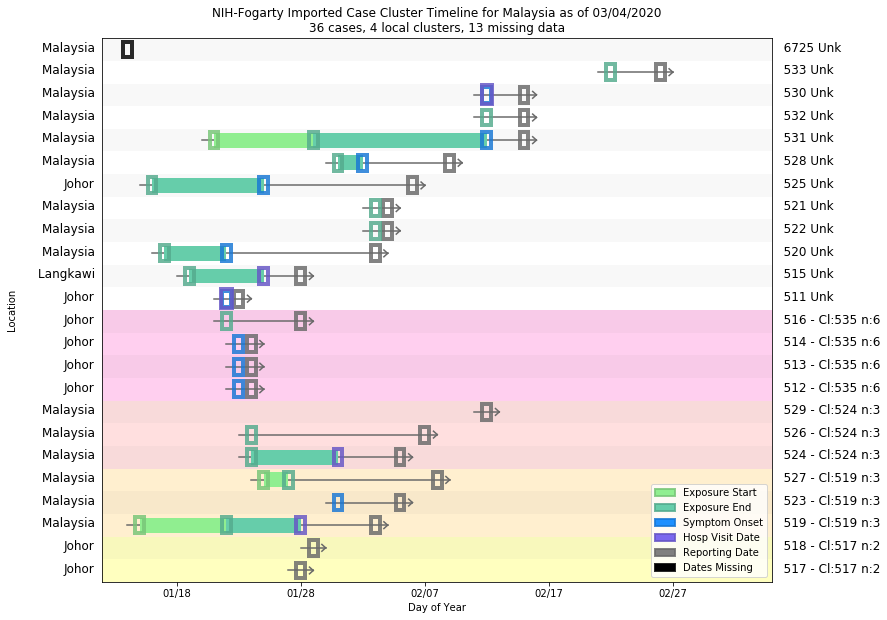 NIH-Fogarty Imported Case Cluster Timeline for Malaysia as of 03/04/2020
36 cases, 4 local clusters, 13 missing data
Malaysia 6725 Unk
Malaysia 533 Unk
Malaysia 530 Unk
Malaysia 532 Unk
Malaysia 531 Unk
Malaysia 528 Unk
Johor 525 Unk
Malaysia 521 Unk
Malaysia 522 Unk
Malaysia 520 Unk
Langkawi 515 Unk
Johor 511 Unk
Johor 516 - Cl:535 n:6
Johor 514 - Cl:535 n:6
Johor 513 - Cl:535 n:6
Johor 512 - Cl:535 n:6
Malaysia 529 - Cl:524 n:3
Malaysia 526 - Cl:524 n:3
Malaysia 524 - Cl:524 n:3
Malaysia 527 - Cl:519 n:3
Malaysia 523 - Cl:519 n:3
Malaysia 519 - Cl:519 n:3
Johor 518 - Cl:517 n:2
Johor 517 - Cl:517 n:2
Location
Exposure Start
Exposure End
Symptom Onset
Hosp Visit Date
Reporting Date
Dates Missing
01/18 01/28 02/07 02/17 02/27
Day of Year